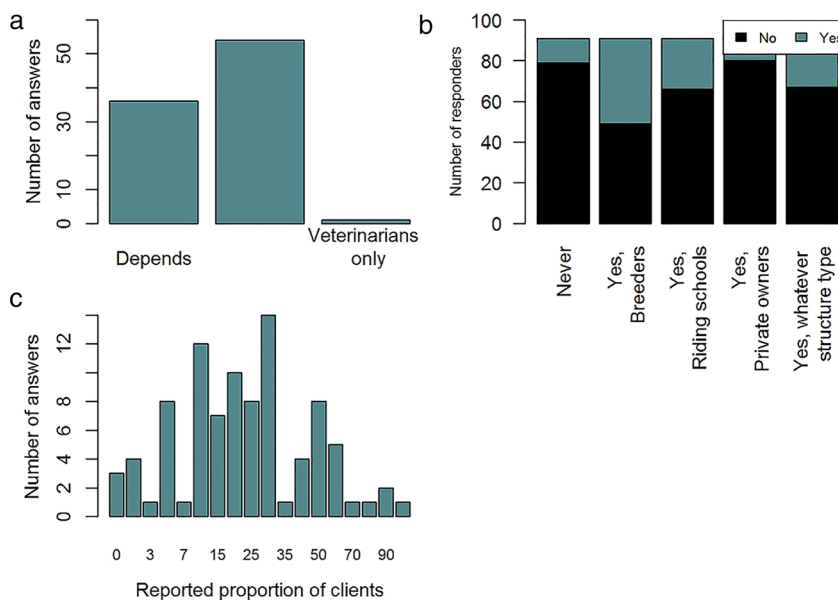 a
Number of answers
50
30
10
0
Depends
Veterinarians
only
b
Number of responders
100
80
60
40
20
0
No Yes
Never
Yes,
Breeders
Yes,
Riding schools
Yes,
Private owners
Yes, whatever
structure type
c
Number of answers
12
8
6
4
2
0
0 3 7 15 25 35 50 70 90
Reported proportion of clients